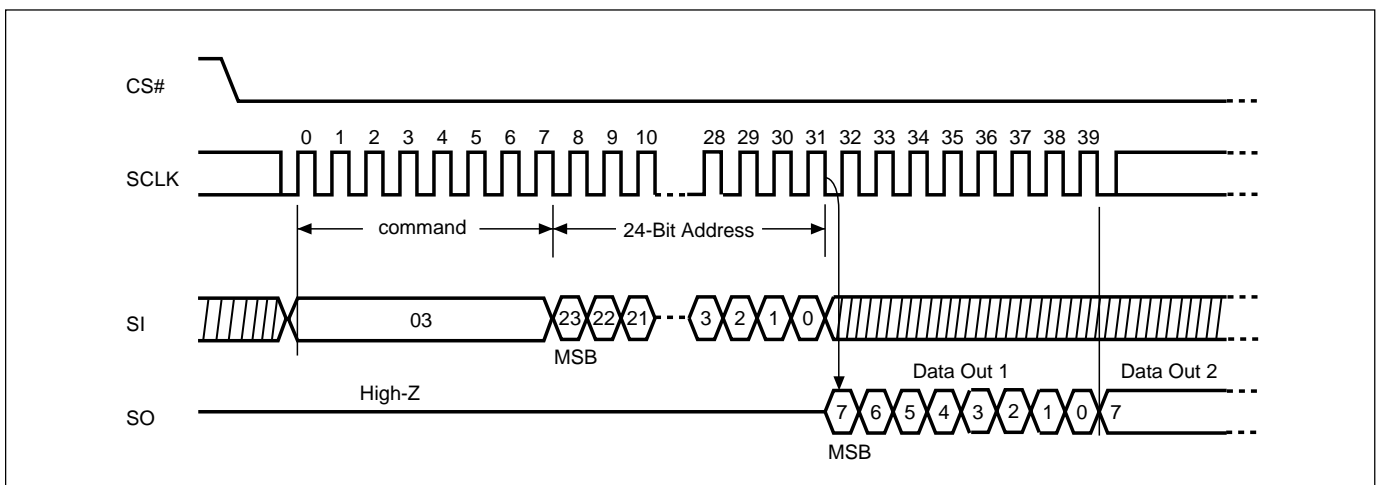 CS#
0 1 2 3 4 5 6 7 8 9 10 28 29 30 31 32 33 34 35 36 37 38 39
SCLK
command 24-Bit Address
SI 03 23 22 21 3 2 1 0
MSB
Data Out 1 Data Out 2
High-Z
SO 7 6 5 4 3 2 1 0 7
MSB